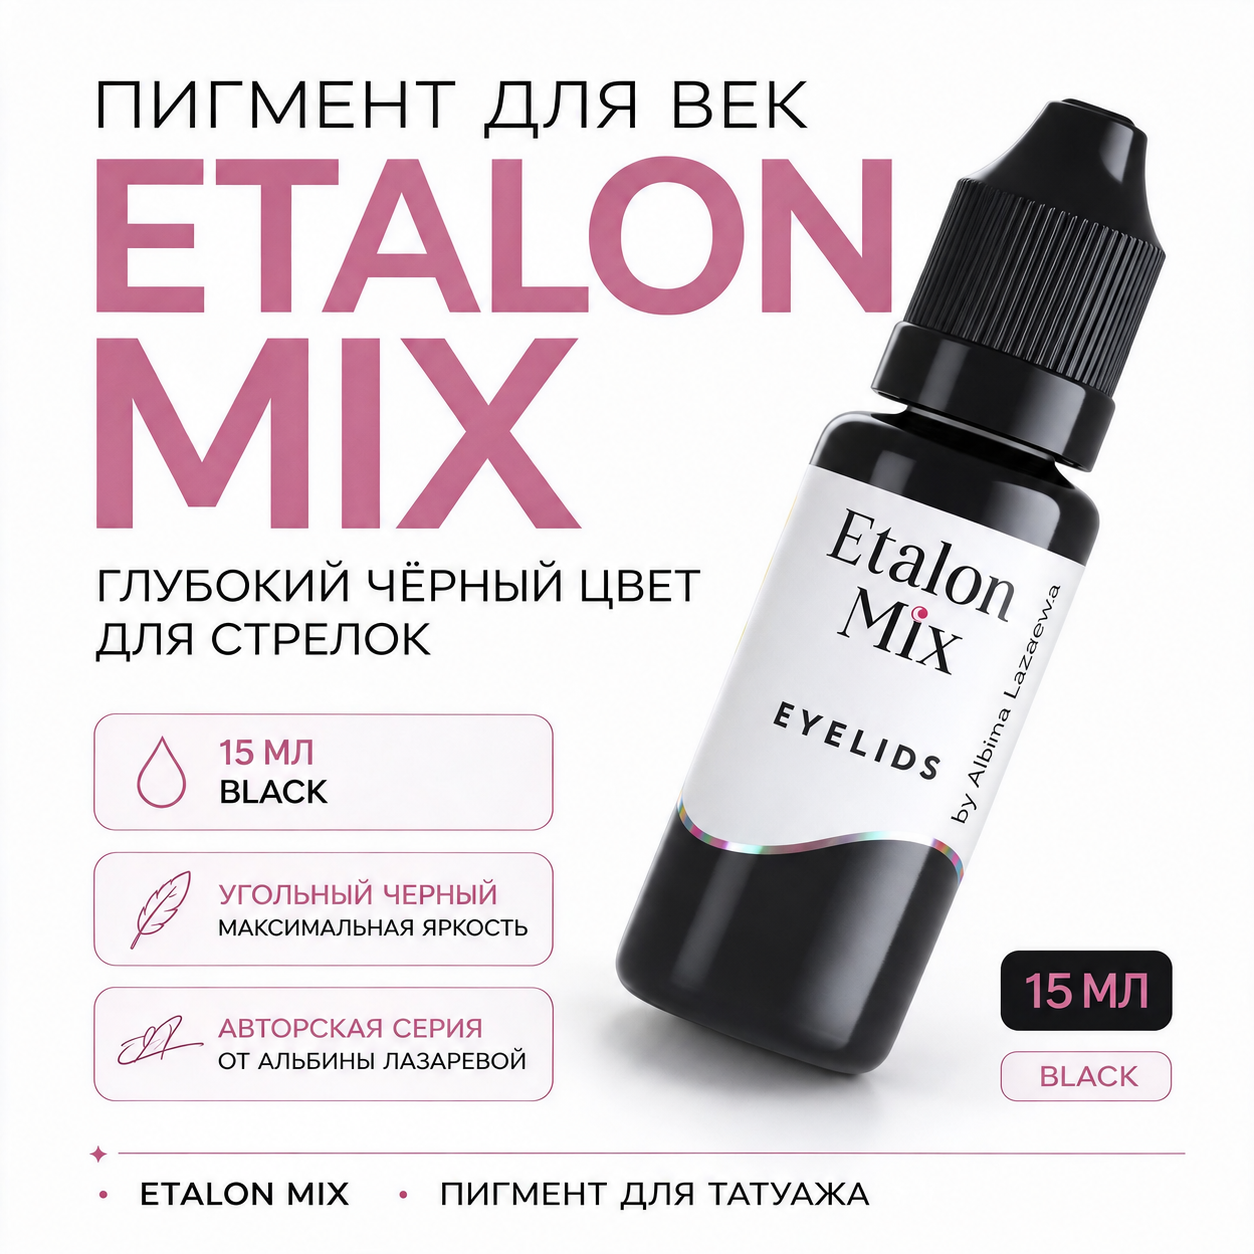 ПИГМЕНТ ДЛЯ ВЕК
ETALON
MIX
ГЛУБОКИЙ ЧЁРНЫЙ ЦВЕТ
ДЛЯ СТРЕЛОК
15 МЛ
BLACK
УГОЛЬНЫЙ ЧЕРНЫЙ
МАКСИМАЛЬНАЯ ЯРКОСТЬ
АВТОРСКАЯ СЕРИЯ
ОТ АЛЬБИНЫ ЛАЗАРЕВОЙ
Etalon
Mix
EYELIDS
by Albima Lazaewa
15 МЛ
BLACK
• ETALON MIX • ПИГМЕНТ ДЛЯ ТАТУАЖА